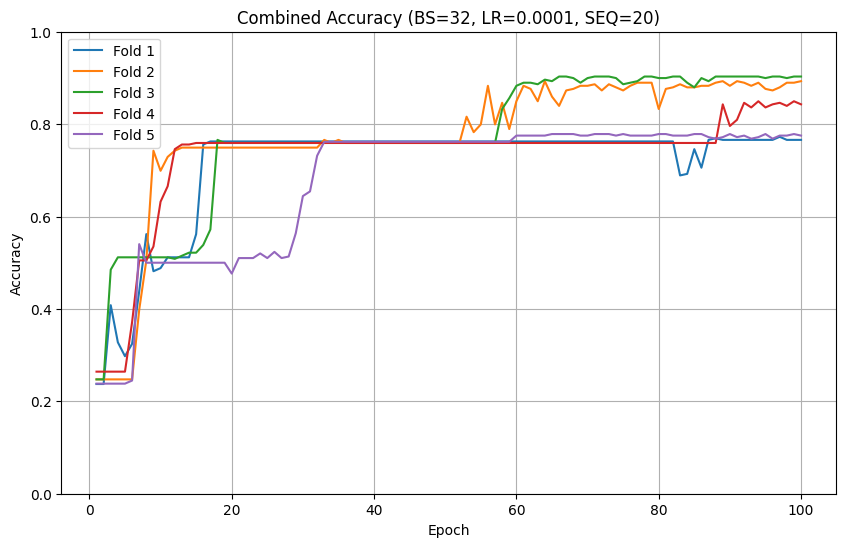 Combined Accuracy (BS=32, LR=0.0001, SEQ=20)
Fold 1
Fold 2
Fold 3
Fold 4
Fold 5
Accuracy
1.0
0.8
0.6
0.4
0.2
0.0
0 20 40 60 80 100
Epoch